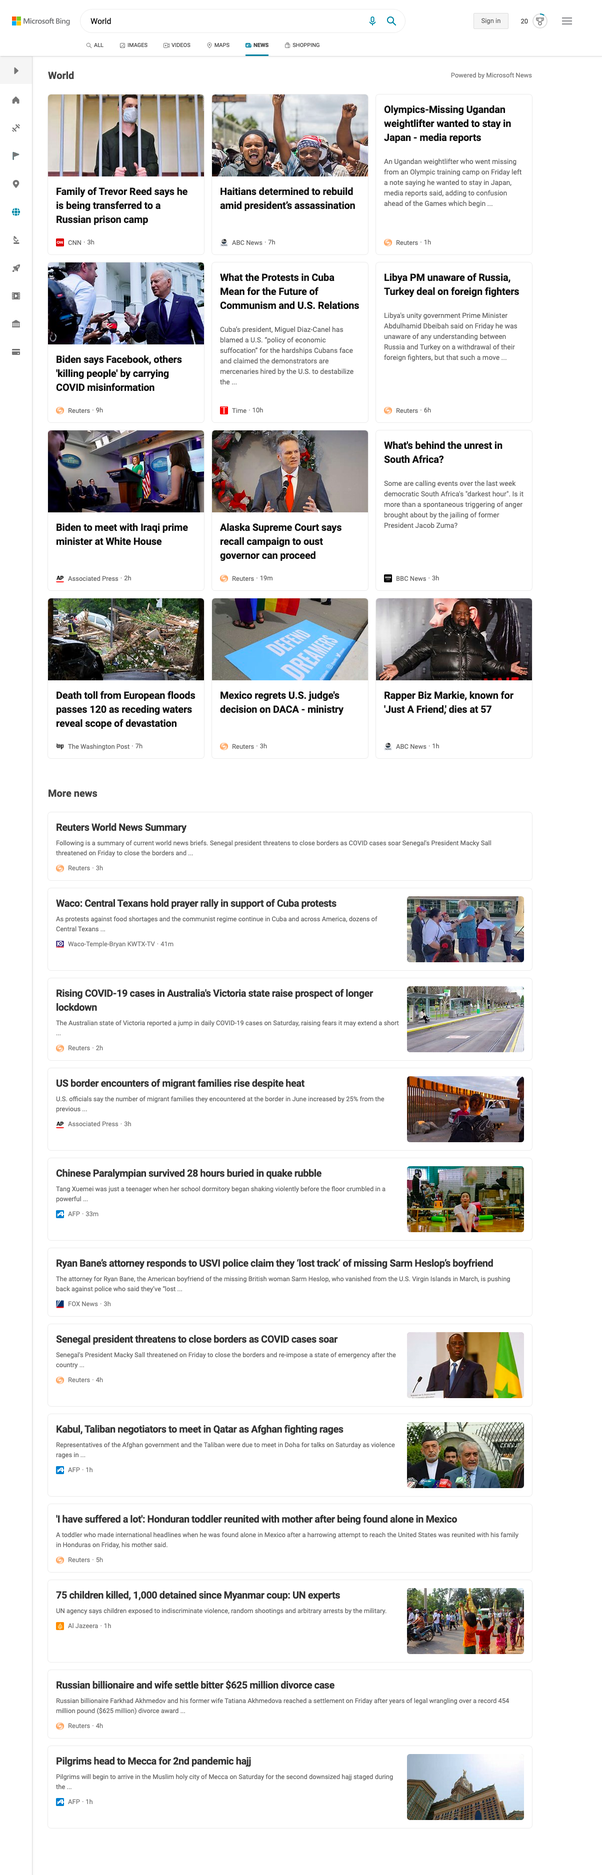 Microsoft Bing
World
Sign in
20
ALL
IMAGES
VIDEOS
MAPS
NEWS
SHOPPING
World
Powered by Microsoft News
Family of Trevor Reed says he
is being transferred to a
Russian prison camp
CNN · 3h
Haitians determined to rebuild
amid president's assassination
ABC News · 7h
Olympics-Missing Ugandan
weightlifter wanted to stay in
Japan - media reports
An Ugandan weightlifter who went missing
from an Olympic training camp on Friday left
a note saying he wanted to stay in Japan,
media reports said, adding to confusion
ahead of the Games which begin ...
Reuters · 1h
Biden says Facebook, others
'killing people' by carrying
COVID misinformation
Reuters · 9h
What the Protests in Cuba
Mean for the Future of
Communism and U.S. Relations
Cuba's president, Miguel Díaz-Canel has
blamed a U.S. "policy of economic
suffocation" for the hardships Cubans face
and claimed the demonstrators are
mercenaries hired by the U.S. to destabilize
the ...
Time · 10h
Libya PM unaware of Russia,
Turkey deal on foreign fighters
Libya's unity government Prime Minister
Abdulhamid Dbeibah said on Friday he was
unaware of any understanding between
Russia and Turkey on a withdrawal of their
foreign fighters, but that such a move ...
Reuters · 6h
Biden to meet with Iraqi prime
minister at White House
AP
Associated Press · 2h
Alaska Supreme Court says
recall campaign to oust
governor can proceed
Reuters · 19m
What's behind the unrest in
South Africa?
Some are calling events over the last week
democratic South Africa's "darkest hour". Is it
more than a spontaneous triggering of anger
brought about by the jailing of former
President Jacob Zuma?
BBC News · 3h
Death toll from European floods
passes 120 as receding waters
reveal scope of devastation
wp
The Washington Post · 7h
DEFEND
DREAMERS
Mexico regrets U.S. judge's
decision on DACA - ministry
Reuters · 3h
Rapper Biz Markie, known for
'Just A Friend,' dies at 57
ABC News · 1h
More news
Reuters World News Summary
Following is a summary of current world news briefs. Senegal president threatens to close borders as COVID cases soar Senegal's President Macky Sall
threatened on Friday to close the borders and ...
Reuters · 3h
Waco: Central Texans hold prayer rally in support of Cuba protests
As protests against food shortages and the communist regime continue in Cuba and across America, dozens of
Central Texans ...
Waco-Temple-Bryan KWTX-TV · 41m
Rising COVID-19 cases in Australia's Victoria state raise prospect of longer
lockdown
The Australian state of Victoria reported a jump in daily COVID-19 cases on Saturday, raising fears it may extend a short
...
Reuters · 2h
US border encounters of migrant families rise despite heat
U.S. officials say the number of migrant families they encountered at the border in June increased by 25% from the
previous ...
AP
Associated Press · 3h
Chinese Paralympian survived 28 hours buried in quake rubble
Tang Xuemei was just a teenager when her school dormitory began shaking violently before the floor crumbled in a
powerful ...
AFP · 33m
Ryan Bane's attorney responds to USVI police claim they 'lost track' of missing Sarm Heslop's boyfriend
The attorney for Ryan Bane, the American boyfriend of the missing British woman Sarm Heslop, who vanished from the U.S. Virgin Islands in March, is pushing
back against police who said they've "lost ...
FOX News · 3h
Senegal president threatens to close borders as COVID cases soar
Senegal's President Macky Sall threatened on Friday to close the borders and re-impose a state of emergency after the
country ...
Reuters · 4h
Kabul, Taliban negotiators to meet in Qatar as Afghan fighting rages
Representatives of the Afghan government and the Taliban were due to meet in Doha for talks on Saturday as violence
rages in ...
AFP · 1h
'I have suffered a lot': Honduran toddler reunited with mother after being found alone in Mexico
A toddler who made international headlines when he was found alone in Mexico after a harrowing attempt to reach the United States was reunited with his family
in Honduras on Friday, his mother said.
Reuters · 5h
75 children killed, 1,000 detained since Myanmar coup: UN experts
UN agency says children exposed to indiscriminate violence, random shootings and arbitrary arrests by the military.
Al Jazeera · 1h
Russian billionaire and wife settle bitter $625 million divorce case
Russian billionaire Farkhad Akhmedov and his former wife Tatiana Akhmedova reached a settlement on Friday after years of legal wrangling over a record 454
million pound ($625 million) divorce award ...
Reuters · 4h
Pilgrims head to Mecca for 2nd pandemic hajj
Pilgrims will begin to arrive in the Muslim holy city of Mecca on Saturday for the second downsized hajj staged during
the ...
AFP · 1h